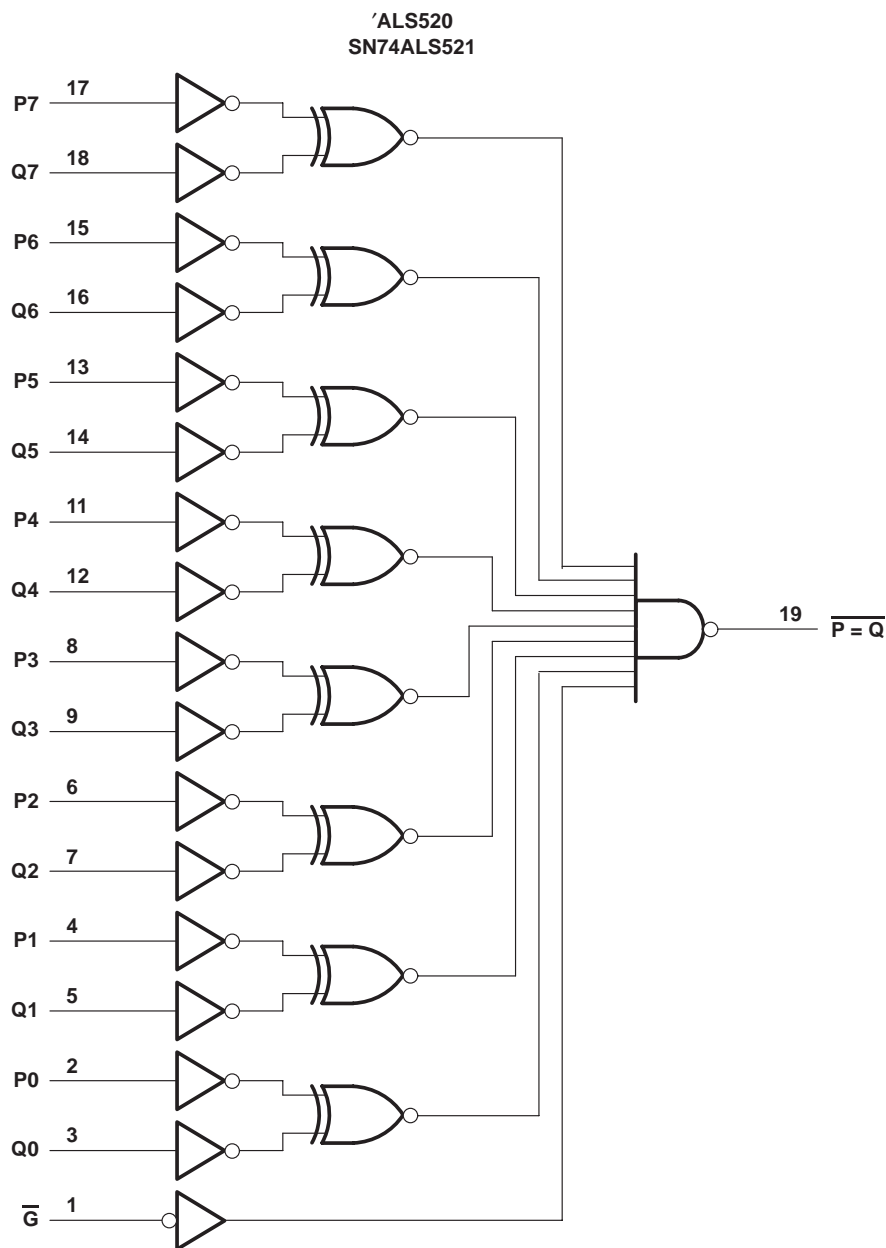 ′ALS520
SN74ALS521
P7 17
Q7 18
P6 15
Q6 16
P5 13
Q5 14
P4 11
Q4 12
19 P = Q
P3 8
Q3 9
P2 6
Q2 7
P1 4
Q1 5
P0 2
Q0 3
G 1